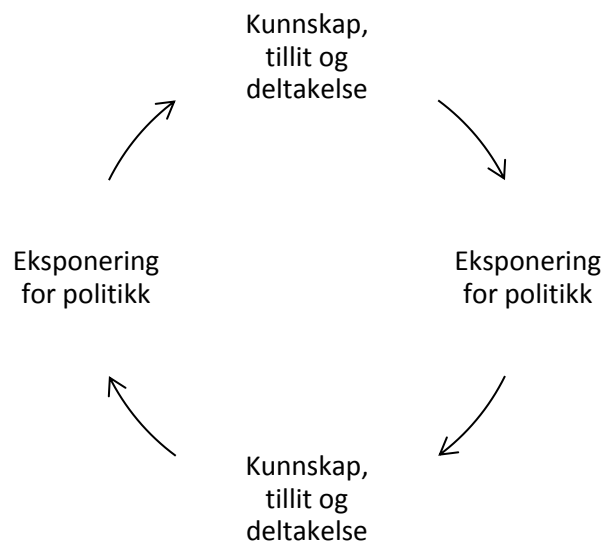 Kunnskap,
tillit og
deltakelse
Eksponering
for politikk
Eksponering
for politikk
Kunnskap,
tillit og
deltakelse